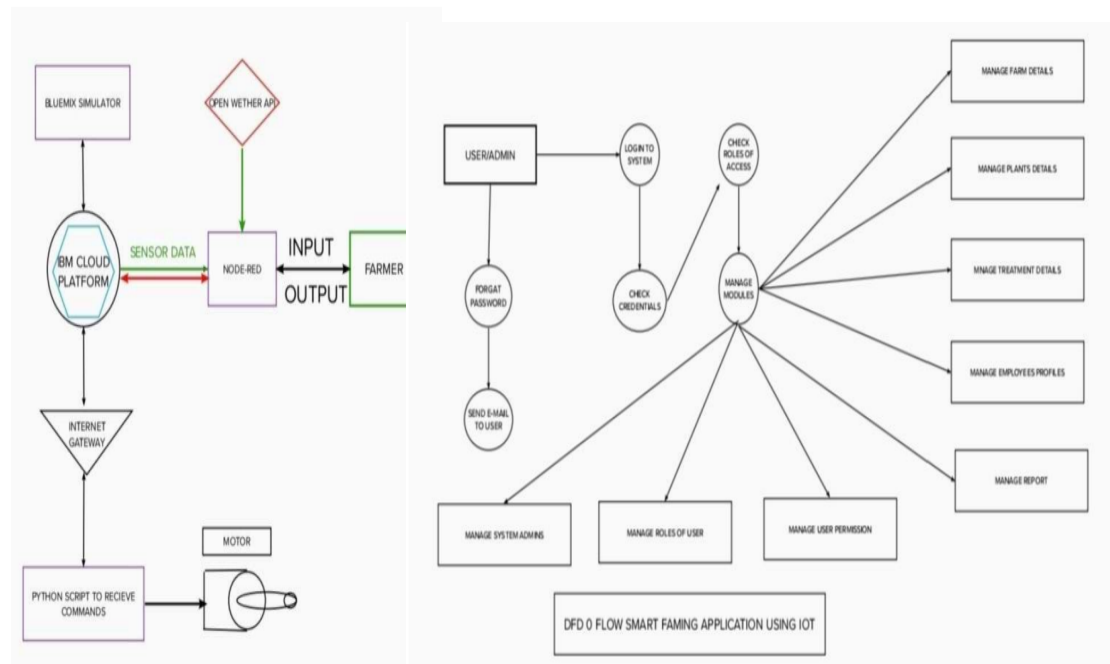 BLUEMIX SIMULATOR
OPEN WETHER API
IBM CLOUD
PLATFORM
SENSOR DATA
NODE-RED
INPUT
OUTPUT
FARMER
INTERNET
GATEWAY
PYTHON SCRIPT TO RECIEVE
COMMANDS
MOTOR
USER/ADMIN
LOGIN TO
SYSTEM
CHECK
ROLES OF
ACCESS
FORGAT
PASSWORD
CHECK
CREDENTIALS
MANAGE
MODULES
SEND E-MAIL
TO USER
MANAGE FARM DETAILS
MANAGE PLANTS DETAILS
MNAGE TREATMENT DETAILS
MANAGE EMPLOYEES PROFILES
MANAGE REPORT
MANAGE SYSTEM ADMINS
MANAGE ROLES OF USER
MANAGE USER PERMISSION
DFD 0 FLOW SMART FAMING APPLICATION USING IOT